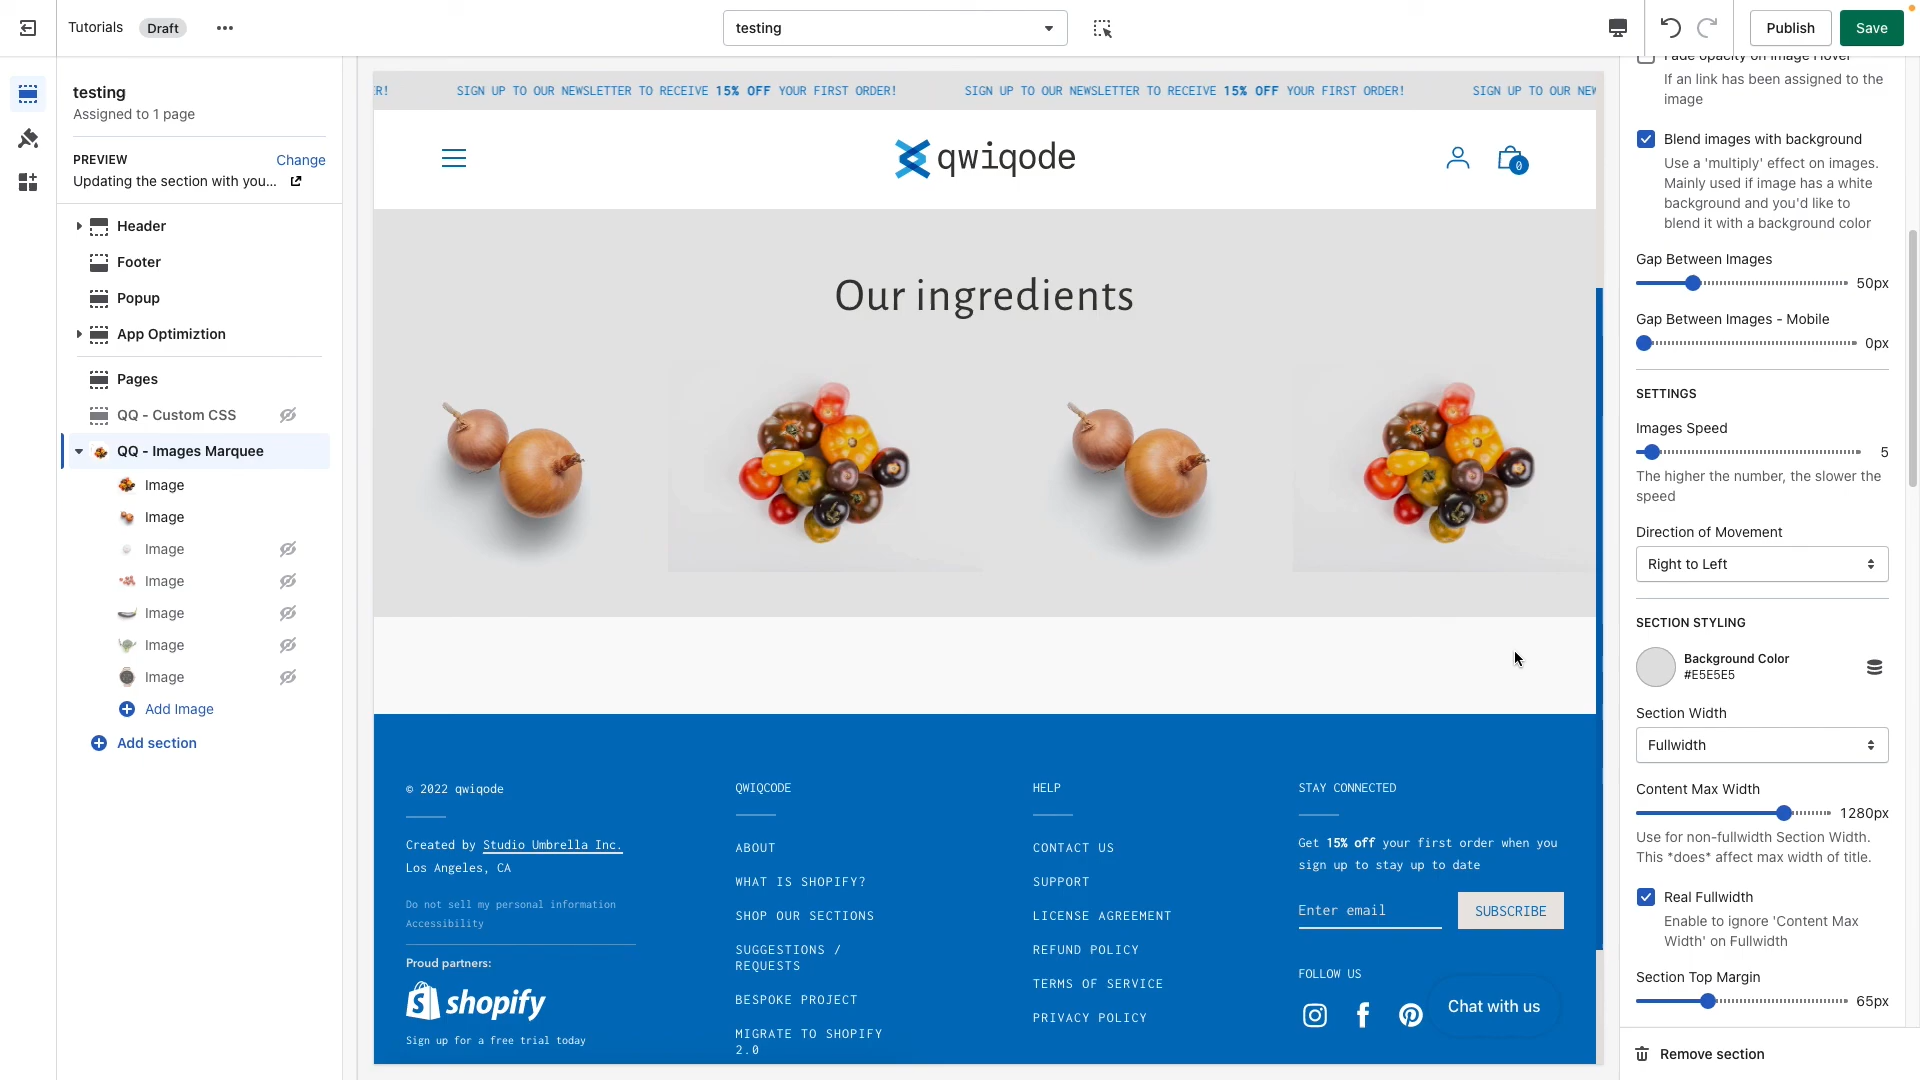 Tutorials
Draft
testing
Publish
Save
testing
Assigned to 1 page
PREVIEW
Change
Updating the section with you...
Header
Footer
Popup
App Optimiztion
Pages
QQ - Custom CSS
QQ - Images Marquee
Image
Image
Image
Image
Image
Image
Image
Add Image
Add section
R!
SIGN UP TO OUR NEWSLETTER TO RECEIVE 15% OFF YOUR FIRST ORDER!
SIGN UP TO OUR NEWSLETTER TO RECEIVE 15% OFF YOUR FIRST ORDER!
SIGN UP TO OUR NEW
qwiqode
0
Our ingredients
© 2022 qwiqode
Created by Studio Umbrella Inc.
Los Angeles, CA
Do not sell my personal information
Accessibility
Proud partners:
shopify
Sign up for a free trial today
QWIQCODE
ABOUT
WHAT IS SHOPIFY?
SHOP OUR SECTIONS
SUGGESTIONS /
REQUESTS
BESPOKE PROJECT
MIGRATE TO SHOPIFY
2.0
HELP
CONTACT US
SUPPORT
LICENSE AGREEMENT
REFUND POLICY
TERMS OF SERVICE
PRIVACY POLICY
STAY CONNECTED
Get 15% off your first order when you
sign up to stay up to date
Enter email
SUBSCRIBE
FOLLOW US
Chat with us
Fade opacity on Image Hover
If an link has been assigned to the
image
Blend images with background
Use a 'multiply' effect on images.
Mainly used if image has a white
background and you'd like to
blend it with a background color
Gap Between Images
50px
Gap Between Images - Mobile
0px
SETTINGS
Images Speed
5
The higher the number, the slower the
speed
Direction of Movement
Right to Left
SECTION STYLING
Background Color
#E5E5E5
Section Width
Fullwidth
Content Max Width
1280px
Use for non-fullwidth Section Width.
This *does* affect max width of title.
Real Fullwidth
Enable to ignore 'Content Max
Width' on Fullwidth
Section Top Margin
65px
Remove section